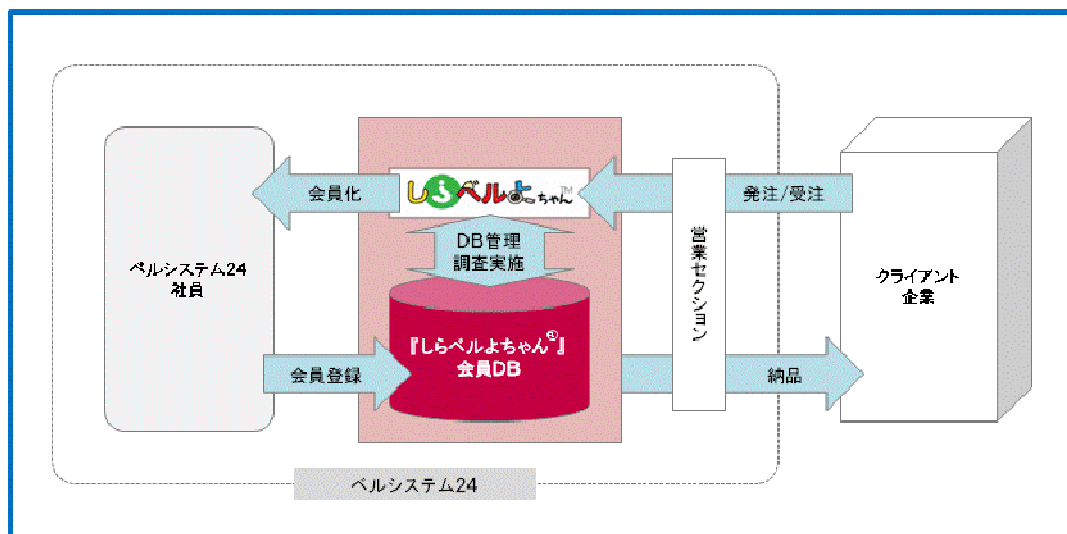 会員化
しらベルよーちゃん™
発注/受注
DB管理
調査実施
営業セクション
ベルシステム24
社員
クライアント
企業
『しらベルよちゃん®』
会員DB
会員登録
納品
ベルシステム24